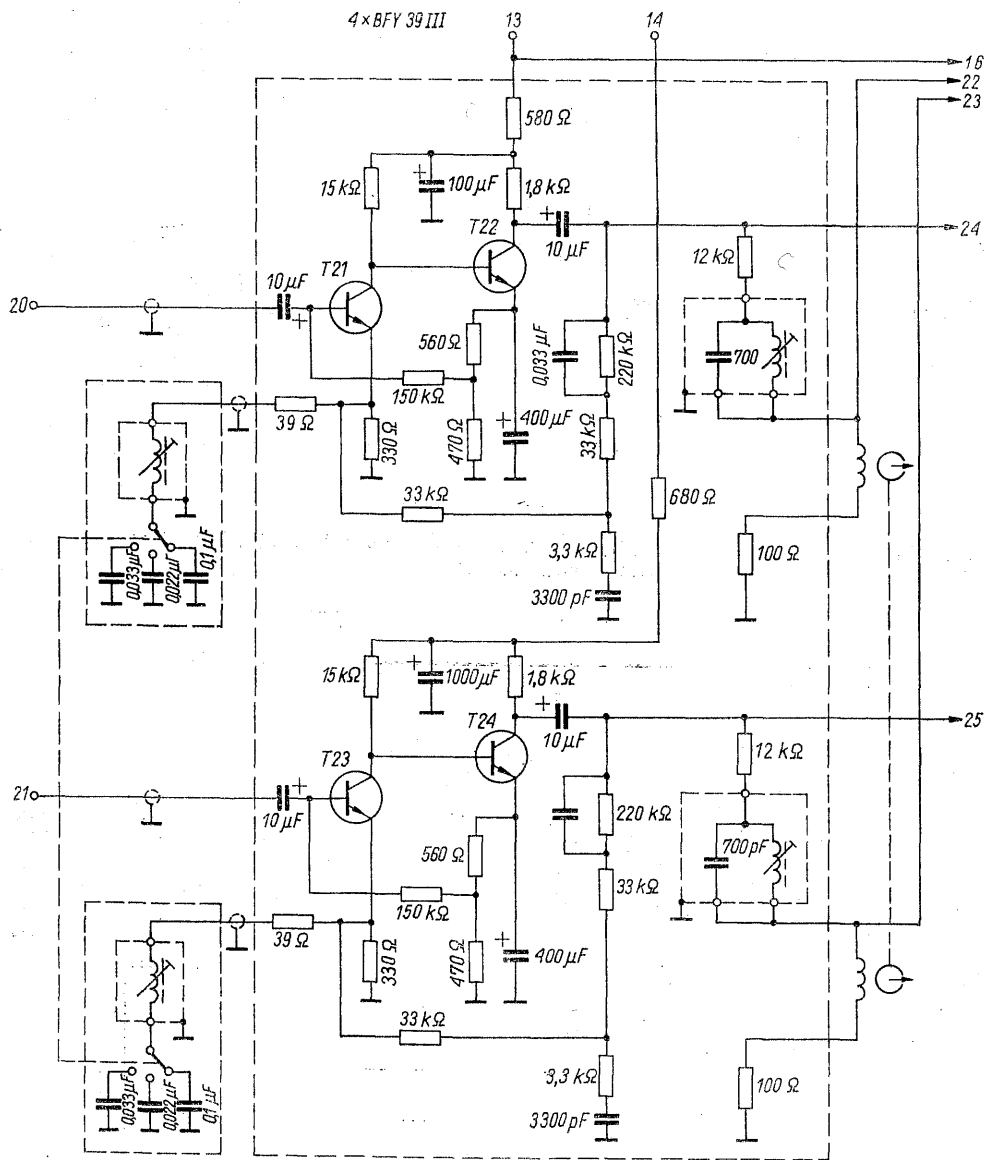 4 × BFY 39 III
13
14
16
22
23
580 Ω
15 kΩ
100 µF
1,8 kΩ
T22
10 µF
24
12 kΩ
T21
10 µF
20
560 Ω
0,033 µF
220 kΩ
700
150 kΩ
39 Ω
330 Ω
470 Ω
400 µF
33 kΩ
33 kΩ
680 Ω
3,3 kΩ
100 Ω
0,033 µF
0,022 µF
0,1 µF
3300 pF
15 kΩ
1000 µF
1,8 kΩ
T24
10 µF
25
12 kΩ
T23
21
10 µF
220 kΩ
700 pF
560 Ω
33 kΩ
150 kΩ
39 Ω
330 Ω
470 Ω
400 µF
33 kΩ
3,3 kΩ
100 Ω
0,033 µF
0,022 µF
0,1 µF
3300 pF